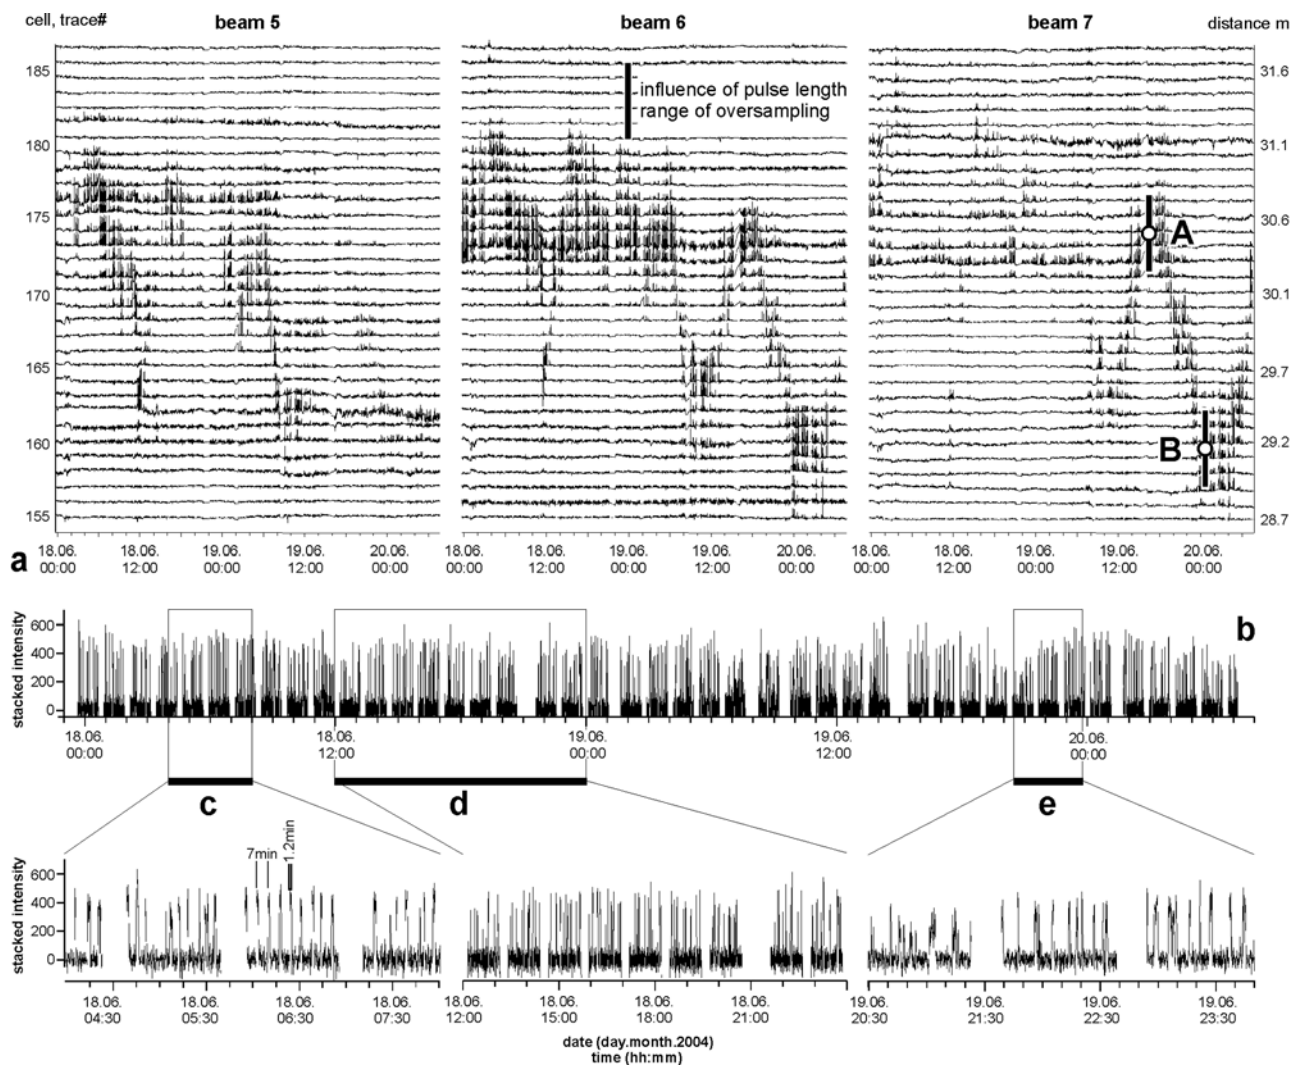 cell, trace#
beam 5
beam 6
beam 7
distance m
185
180
175
170
165
160
155
influence of pulse length
range of oversampling
A
B
31.6
31.1
30.6
30.1
29.7
29.2
28.7
a
18.06. 18.06. 19.06. 19.06. 20.06.
00:00 12:00 00:00 12:00 00:00
18.06. 18.06. 19.06. 19.06. 20.06.
00:00 12:00 00:00 12:00 00:00
18.06. 18.06. 19.06. 19.06. 20.06.
00:00 12:00 00:00 12:00 00:00
b
stacked intensity
600
400
200
0
18.06. 18.06. 19.06. 19.06. 20.06.
00:00 12:00 00:00 12:00 00:00
c
d
e
stacked intensity
600
400
200
0
7min
1.2min
18.06. 18.06. 18.06. 18.06.
04:30 05:30 06:30 07:30
18.06. 18.06. 18.06. 18.06.
12:00 15:00 18:00 21:00
19.06. 19.06. 19.06. 19.06.
20:30 21:30 22:30 23:30
date (day.month.2004)
time (hh:mm)